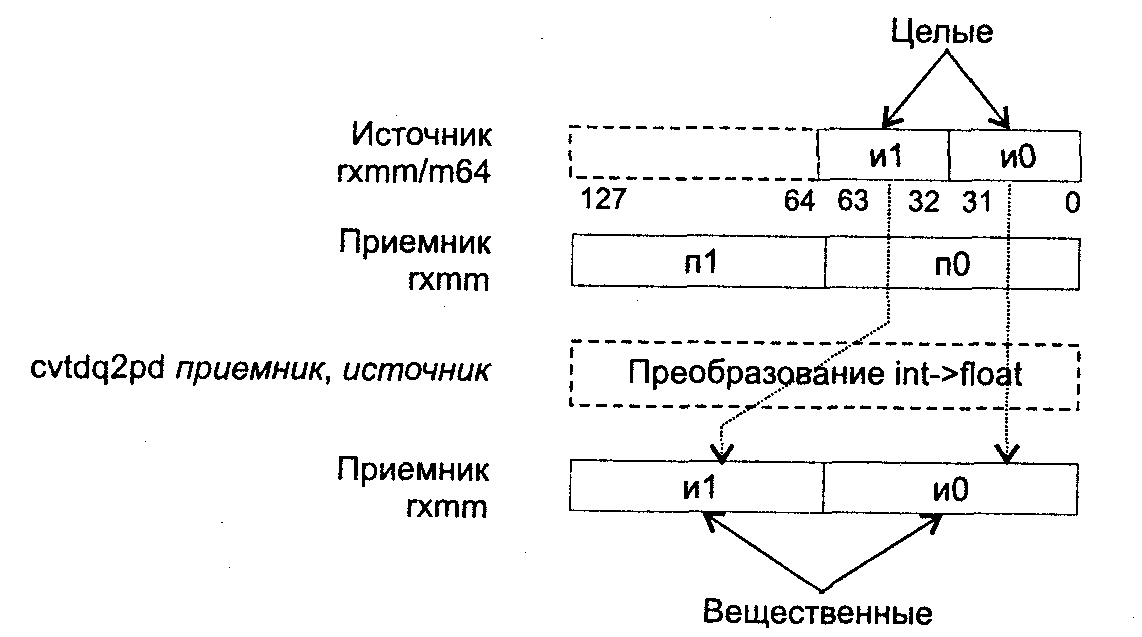 Целые
Источник
rxmm/m64
и1 и0
127 64 63 32 31 0
Приемник
rxmm
п1 п0
cvtdq2pd приемник, источник
Преобразование int->float
Приемник
rxmm
и1 и0
Вещественные